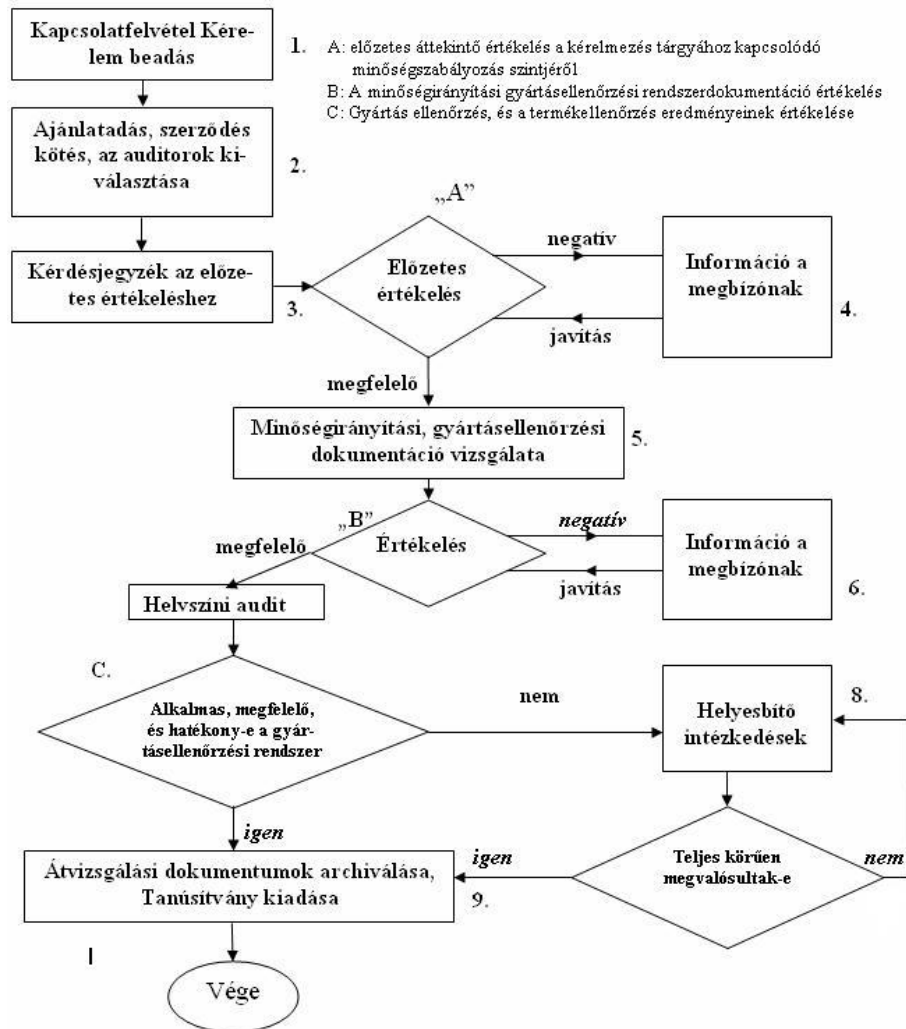 Kapcsolatfelvétel Kére-
lem beadás
1.
A: előzetes áttekintő értékelés a kérelmezés tárgyához kapcsolódó
minőségszabályozás szintjéről
B: A minőségirányítási gyártásellenőrzési rendszerdokumentáció értékelés
C: Gyártás ellenőrzés, és a termékellenőrzés eredményeinek értékelése
Ajánlatadás, szerződés
kötés, az auditorok ki-
választása
2.
„A”
Kérdésjegyzék az előze-
tes értékeléshez
3.
Előzetes
értékelés
negatív
javítás
Információ a
megbízónak
4.
megfelelő
Minőségirányítási, gyártásellenőrzési
dokumentáció vizsgálata
5.
„B”
megfelelő
Értékelés
negatív
javítás
Információ a
megbízónak
6.
Helvszíni audit
C.
Alkalmas, megfelelő,
és hatékony-e a gyár-
tásellenőrzési rendszer
nem
Helyesbítő
intézkedések
8.
igen
Átvizsgálási dokumentumok archiválása,
Tanúsítvány kiadása
9.
igen
Teljes körűen
megvalósultak-e
nem
I
Vége